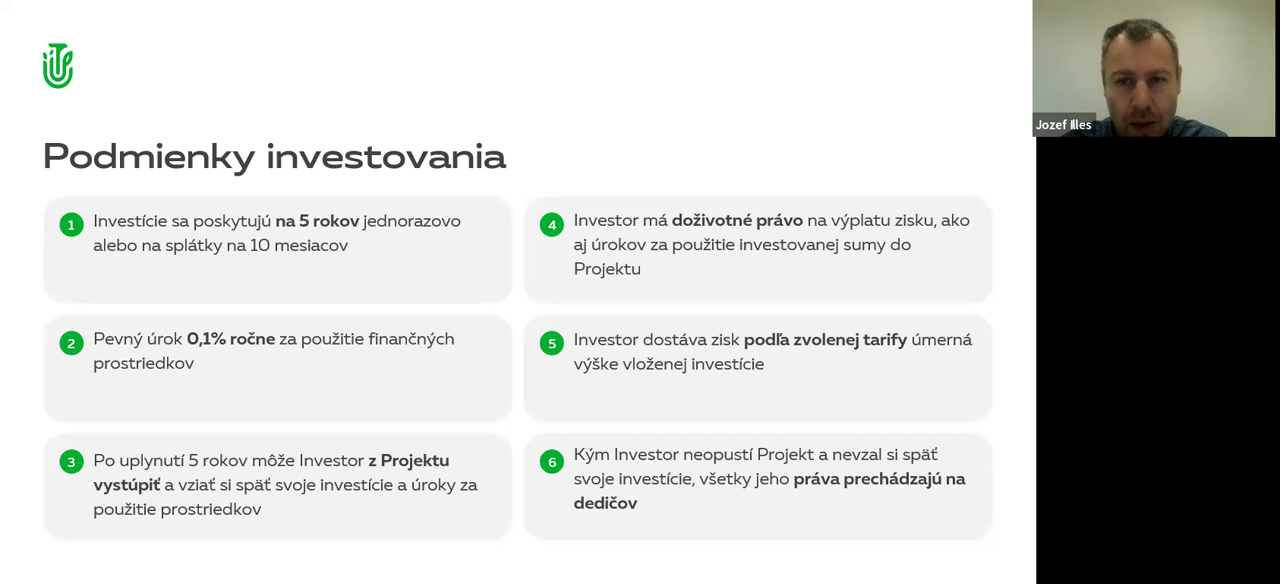 Podmienky investovania
1
Investície sa poskytujú na 5 rokov jednorazovo
alebo na splátky na 10 mesiacov
2
Pevný úrok 0,1% ročne za použitie finančných
prostriedkov
3
Po uplynutí 5 rokov môže Investor z Projektu
vystúpiť a vziať si späť svoje investície a úroky za
použitie prostriedkov
4
Investor má doživotné právo na výplatu zisku, ako
aj úrokov za použitie investovanej sumy do
Projektu
5
Investor dostáva zisk podľa zvolenej tarify úmerná
výške vloženej investície
6
Kým Investor neopustí Projekt a nevzal si späť
svoje investície, všetky jeho práva prechádzajú na
dedičov
Jozef Illes